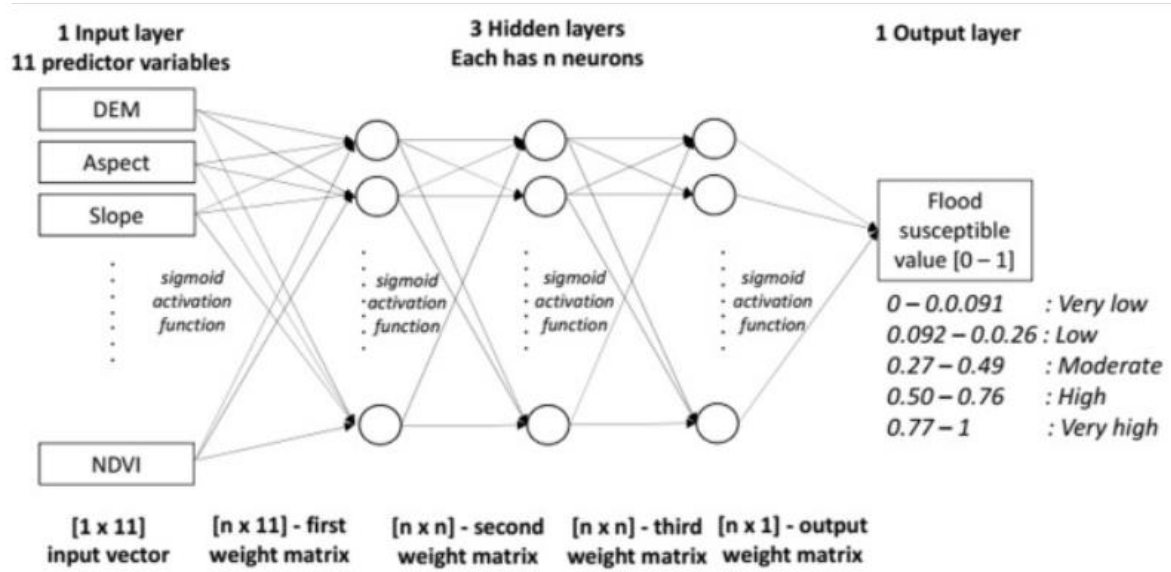 1 Input layer
11 predictor variables
3 Hidden layers
Each has n neurons
1 Output layer
DEM
Aspect
Slope
NDVI
sigmoid
activation
function
sigmoid
activation
function
sigmoid
activation
function
sigmoid
activation
function
Flood
susceptible
value [0 – 1]
0 – 0.0.091 : Very low
0.092 – 0.0.26 : Low
0.27 – 0.49 : Moderate
0.50 – 0.76 : High
0.77 – 1 : Very high
[1 x 11]
input vector
[n x 11] - first
weight matrix
[n x n] - second
weight matrix
[n x n] - third
weight matrix
[n x 1] - output
weight matrix